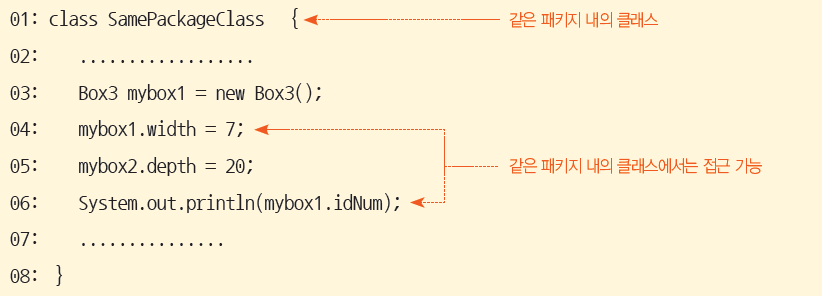 01: class SamePackageClass { 같은 패키지 내의 클래스
02: ..................
03: Box3 mybox1 = new Box3();
04: mybox1.width = 7;
05: mybox2.depth = 20; 같은 패키지 내의 클래스에서는 접근 가능
06: System.out.println(mybox1.idNum);
07: ...............
08: }